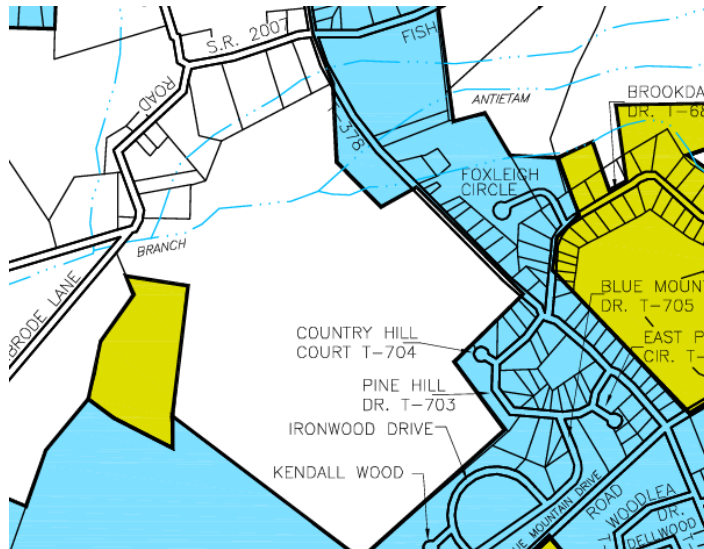 S.R. 2007
FISH
ROAD
T-378
ANTIETAM
BROOKDA
DR. T-68
FOXLEIGH
CIRCLE
BRANCH
BRODE LANE
BLUE MOUNT
DR. T-705
COUNTRY HILL
COURT T-704
EAST P
CIR. T-
PINE HILL
DR. T-703
IRONWOOD DRIVE
KENDALL WOOD
UE MOUNTAIN DRIVE
ROAD
WOODLEA
DR.
DELLWOOD